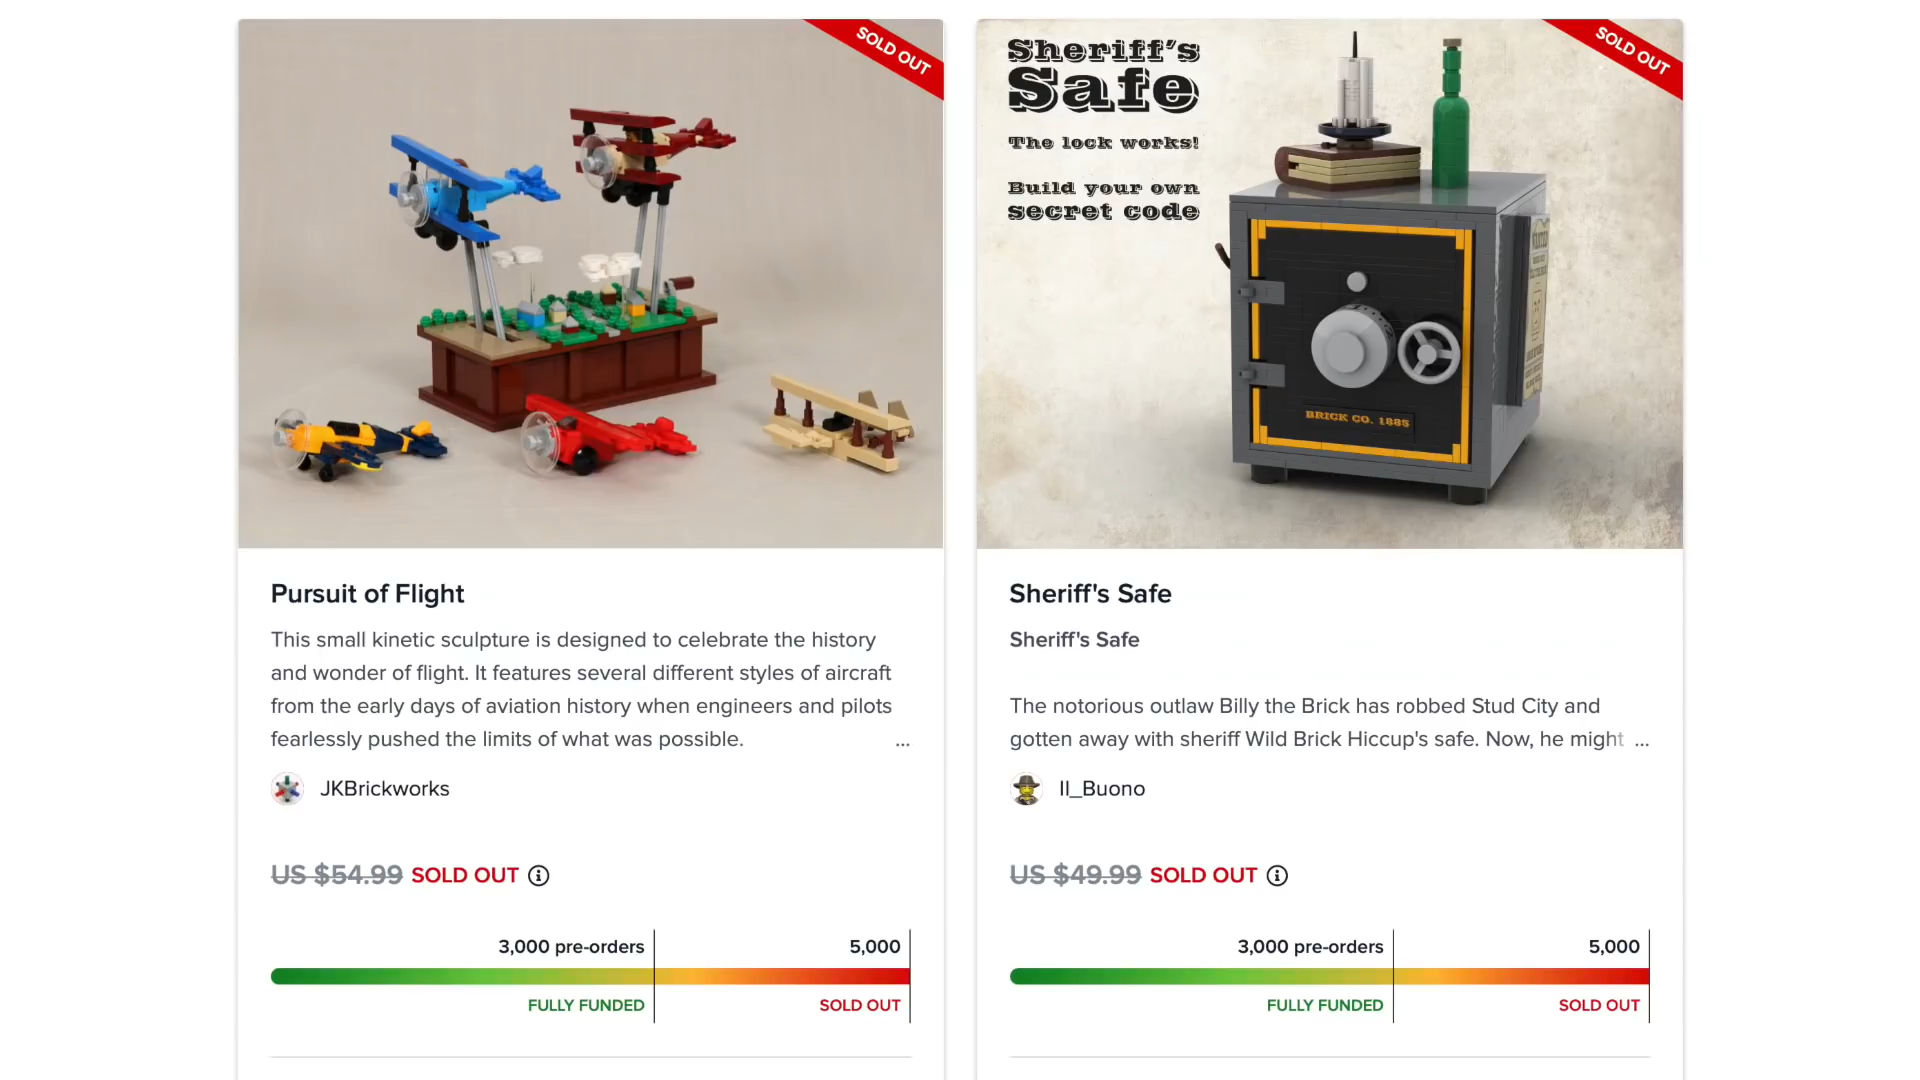 SOLD OUT
Pursuit of Flight
This small kinetic sculpture is designed to celebrate the history
and wonder of flight. It features several different styles of aircraft
from the early days of aviation history when engineers and pilots
fearlessly pushed the limits of what was possible.
...
JKBrickworks
US $54.99 SOLD OUT
3,000 pre-orders
5,000
FULLY FUNDED
SOLD OUT
SOLD OUT
Sheriff's
Safe
The lock works!
Build your own
secret code
WANTED
BRICK CO. 1885
Sheriff's Safe
Sheriff's Safe
The notorious outlaw Billy the Brick has robbed Stud City and
gotten away with sheriff Wild Brick Hiccup's safe. Now, he might ...
Il_Buono
US $49.99 SOLD OUT
3,000 pre-orders
5,000
FULLY FUNDED
SOLD OUT